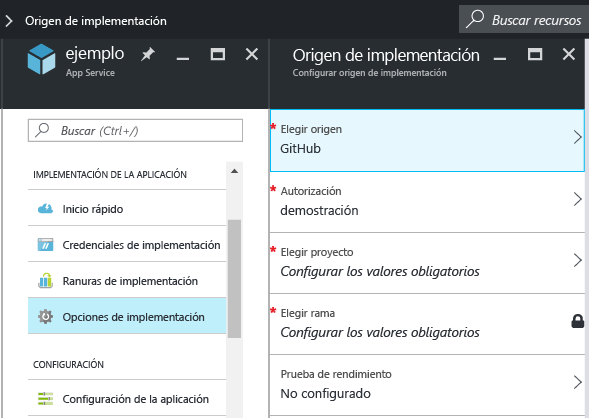 Origen de implementación
Buscar recursos
ejemplo
App Service
Buscar (Ctrl+/)
IMPLEMENTACIÓN DE LA APLICACIÓN
Inicio rápido
Credenciales de implementación
Ranuras de implementación
Opciones de implementación
CONFIGURACIÓN
Configuración de la aplicación
Origen de implementación
Configurar origen de implementación
* Elegir origen
GitHub
* Autorización
demostración
* Elegir proyecto
Configurar los valores obligatorios
* Elegir rama
Configurar los valores obligatorios
Prueba de rendimiento
No configurado